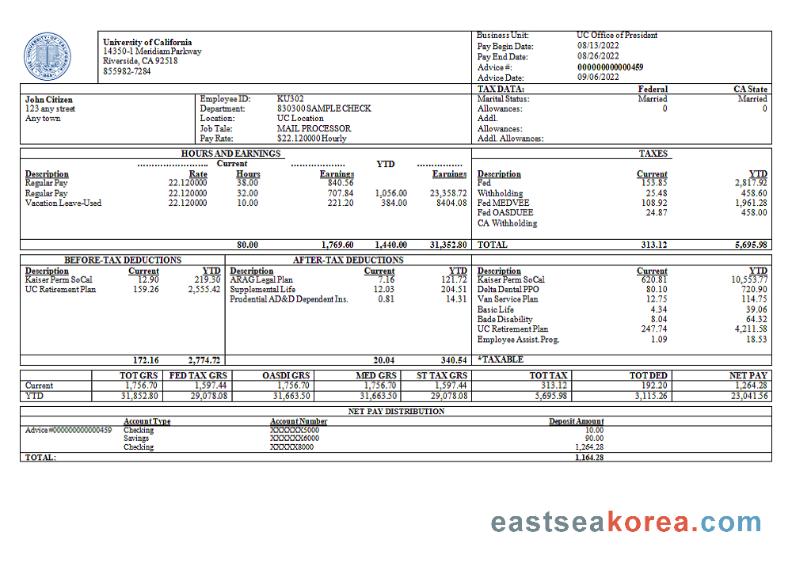 University of California
14350-1 Meridiam Parkway
Riverside, CA 92518
855982-7284
Business Unit: UC Office of President
Pay Begin Date: 08/13/2022
Pay End Date: 08/26/2022
Advice #: 000000000000459
Advice Date: 09/06/2022
John Citizen
123 any street
Any town
Employee ID: KU302
Department: 830300 SAMPLE CHECK
Location: UC Location
Job Tale: MAIL PROCESSOR
Pay Rate: $22.120000 Hourly
TAX DATA: Federal CA State
Marital Status: Married Married
Allowances: 0 0
Addl.
Allowances:
Addl. Allowances:
HOURS AND EARNINGS
Current YTD
Description Rate Hours Earnings Earnings
Regular Pay 22.120000 38.00 840.56
Regular Pay 22.120000 32.00 707.84 1,056.00 23,358.72
Vacation Leave-Used 22.120000 10.00 221.20 384.00 8404.08
80.00 1,769.60 1,440.00 31,352.80
TAXES
Description Current YTD
Fed 153.85 2,817.92
Withholding 25.48 458.60
Fed MEDVEE 108.92 1,961.28
Fed OASDUEE 24.87 458.00
CA Withholding
TOTAL 313.12 5,695.98
BEFORE-TAX DEDUCTIONS
Description Current YTD
Kaiser Perm SoCal 12.90 219.30
UC Retirement Plan 159.26 2,555.42
172.16 2,774.72
AFTER-TAX DEDUCTIONS
Description Current YTD
ARAG Legal Plan 7.16 121.72
Supplemental Life 12.03 204.51
Prudential AD&D Dependent Ins. 0.81 14.31
20.04 340.54
Description Current YTD
Kaiser Perm SoCal 620.81 10,553.77
Delta Dental PPO 80.10 720.90
Van Service Plan 12.75 114.75
Basic Life 4.34 39.06
Bade Disability 8.04 64.32
UC Retirement Plan 247.74 4,211.58
Employee Assist. Prog. 1.09 18.53
*TAXABLE
TOT GRS FED TAX GRS OASDI GRS MED GRS ST TAX GRS TOT TAX TOT DED NET PAY
Current 1,756.70 1,597.44 1,756.70 1,756.70 1,597.44 313.12 192.20 1,264.28
YTD 31,852.80 29,078.08 31,663.50 31,663.50 29,078.08 5,695.98 3,115.26 23,041.56
NET PAY DISTRIBUTION
Account Type Account Number Deposit Amount
Advice #000000000000459 Checking XXXXXX5000 10.00
Savings XXXXXX6000 90.00
Checking XXXXXX8000 1,264.28
TOTAL: 1,164.28
eastseakorea.com